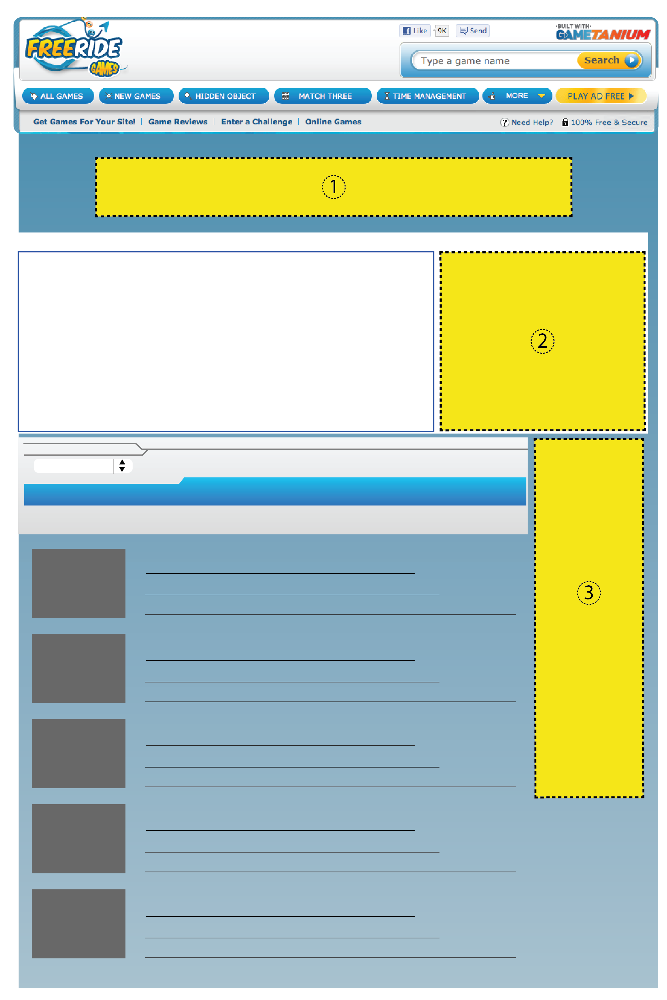 FREERIDE
GAMES
Like 9K Send
·BUILT WITH·
GAMETANIUM
Type a game name Search
ALL GAMES NEW GAMES HIDDEN OBJECT MATCH THREE TIME MANAGEMENT MORE PLAY AD FREE
Get Games For Your Site! | Game Reviews | Enter a Challenge | Online Games ? Need Help? 100% Free & Secure
1
2
3